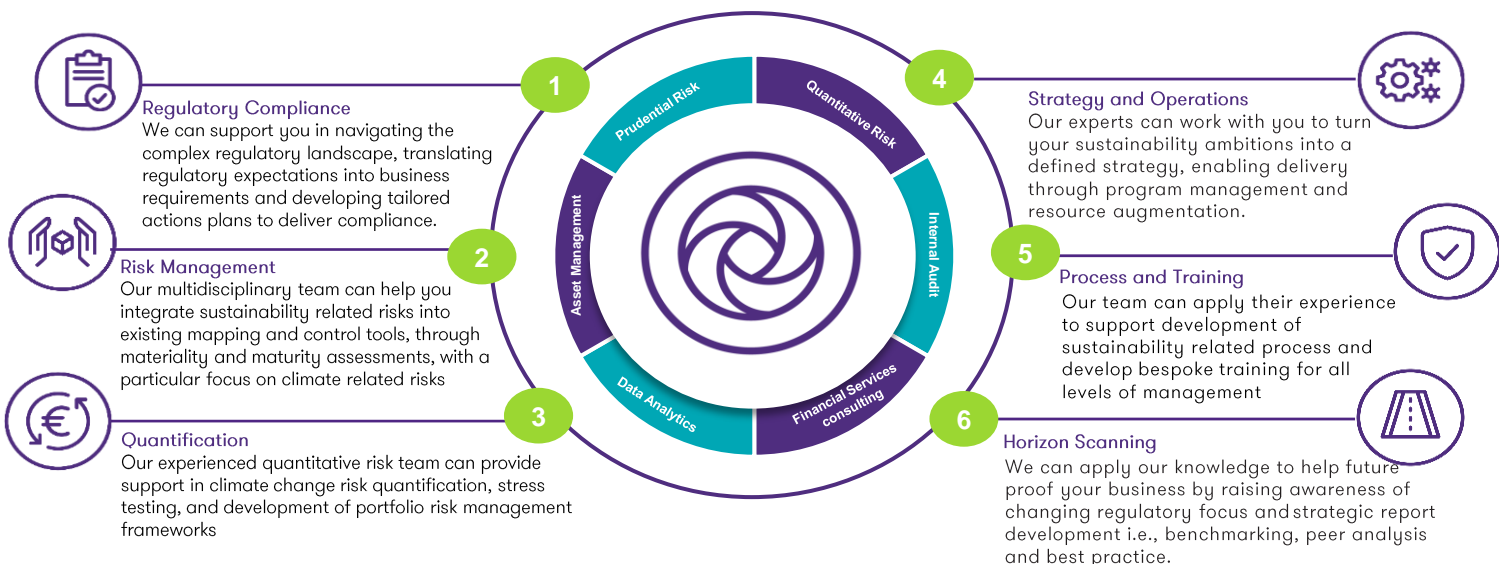 1
Regulatory Compliance
We can support you in navigating the
complex regulatory landscape, translating
regulatory expectations into business
requirements and developing tailored
actions plans to deliver compliance.
2
Risk Management
Our multidisciplinary team can help you
integrate sustainability related risks into
existing mapping and control tools, through
materiality and maturity assessments, with a
particular focus on climate related risks
3
Quantification
Our experienced quantitative risk team can provide
support in climate change risk quantification, stress
testing, and development of portfolio risk management
frameworks
Prudential Risk
Quantitative Risk
Asset Management
Internal Audit
Data Analytics
Financial Services
consulting
4
Strategy and Operations
Our experts can work with you to turn
your sustainability ambitions into a
defined strategy, enabling delivery
through program management and
resource augmentation.
5
Process and Training
Our team can apply their experience
to support development of
sustainability related process and
develop bespoke training for all
levels of management
6
Horizon Scanning
We can apply our knowledge to help future
proof your business by raising awareness of
changing regulatory focus and strategic report
development i.e., benchmarking, peer analysis
and best practice.